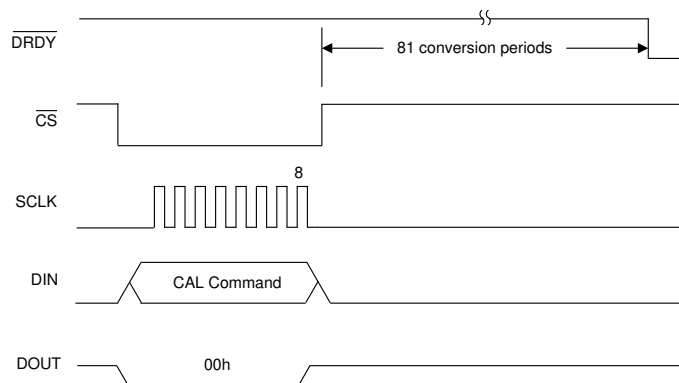 DRDY
81 conversion periods
CS
8
SCLK
DIN
CAL Command
DOUT
00h